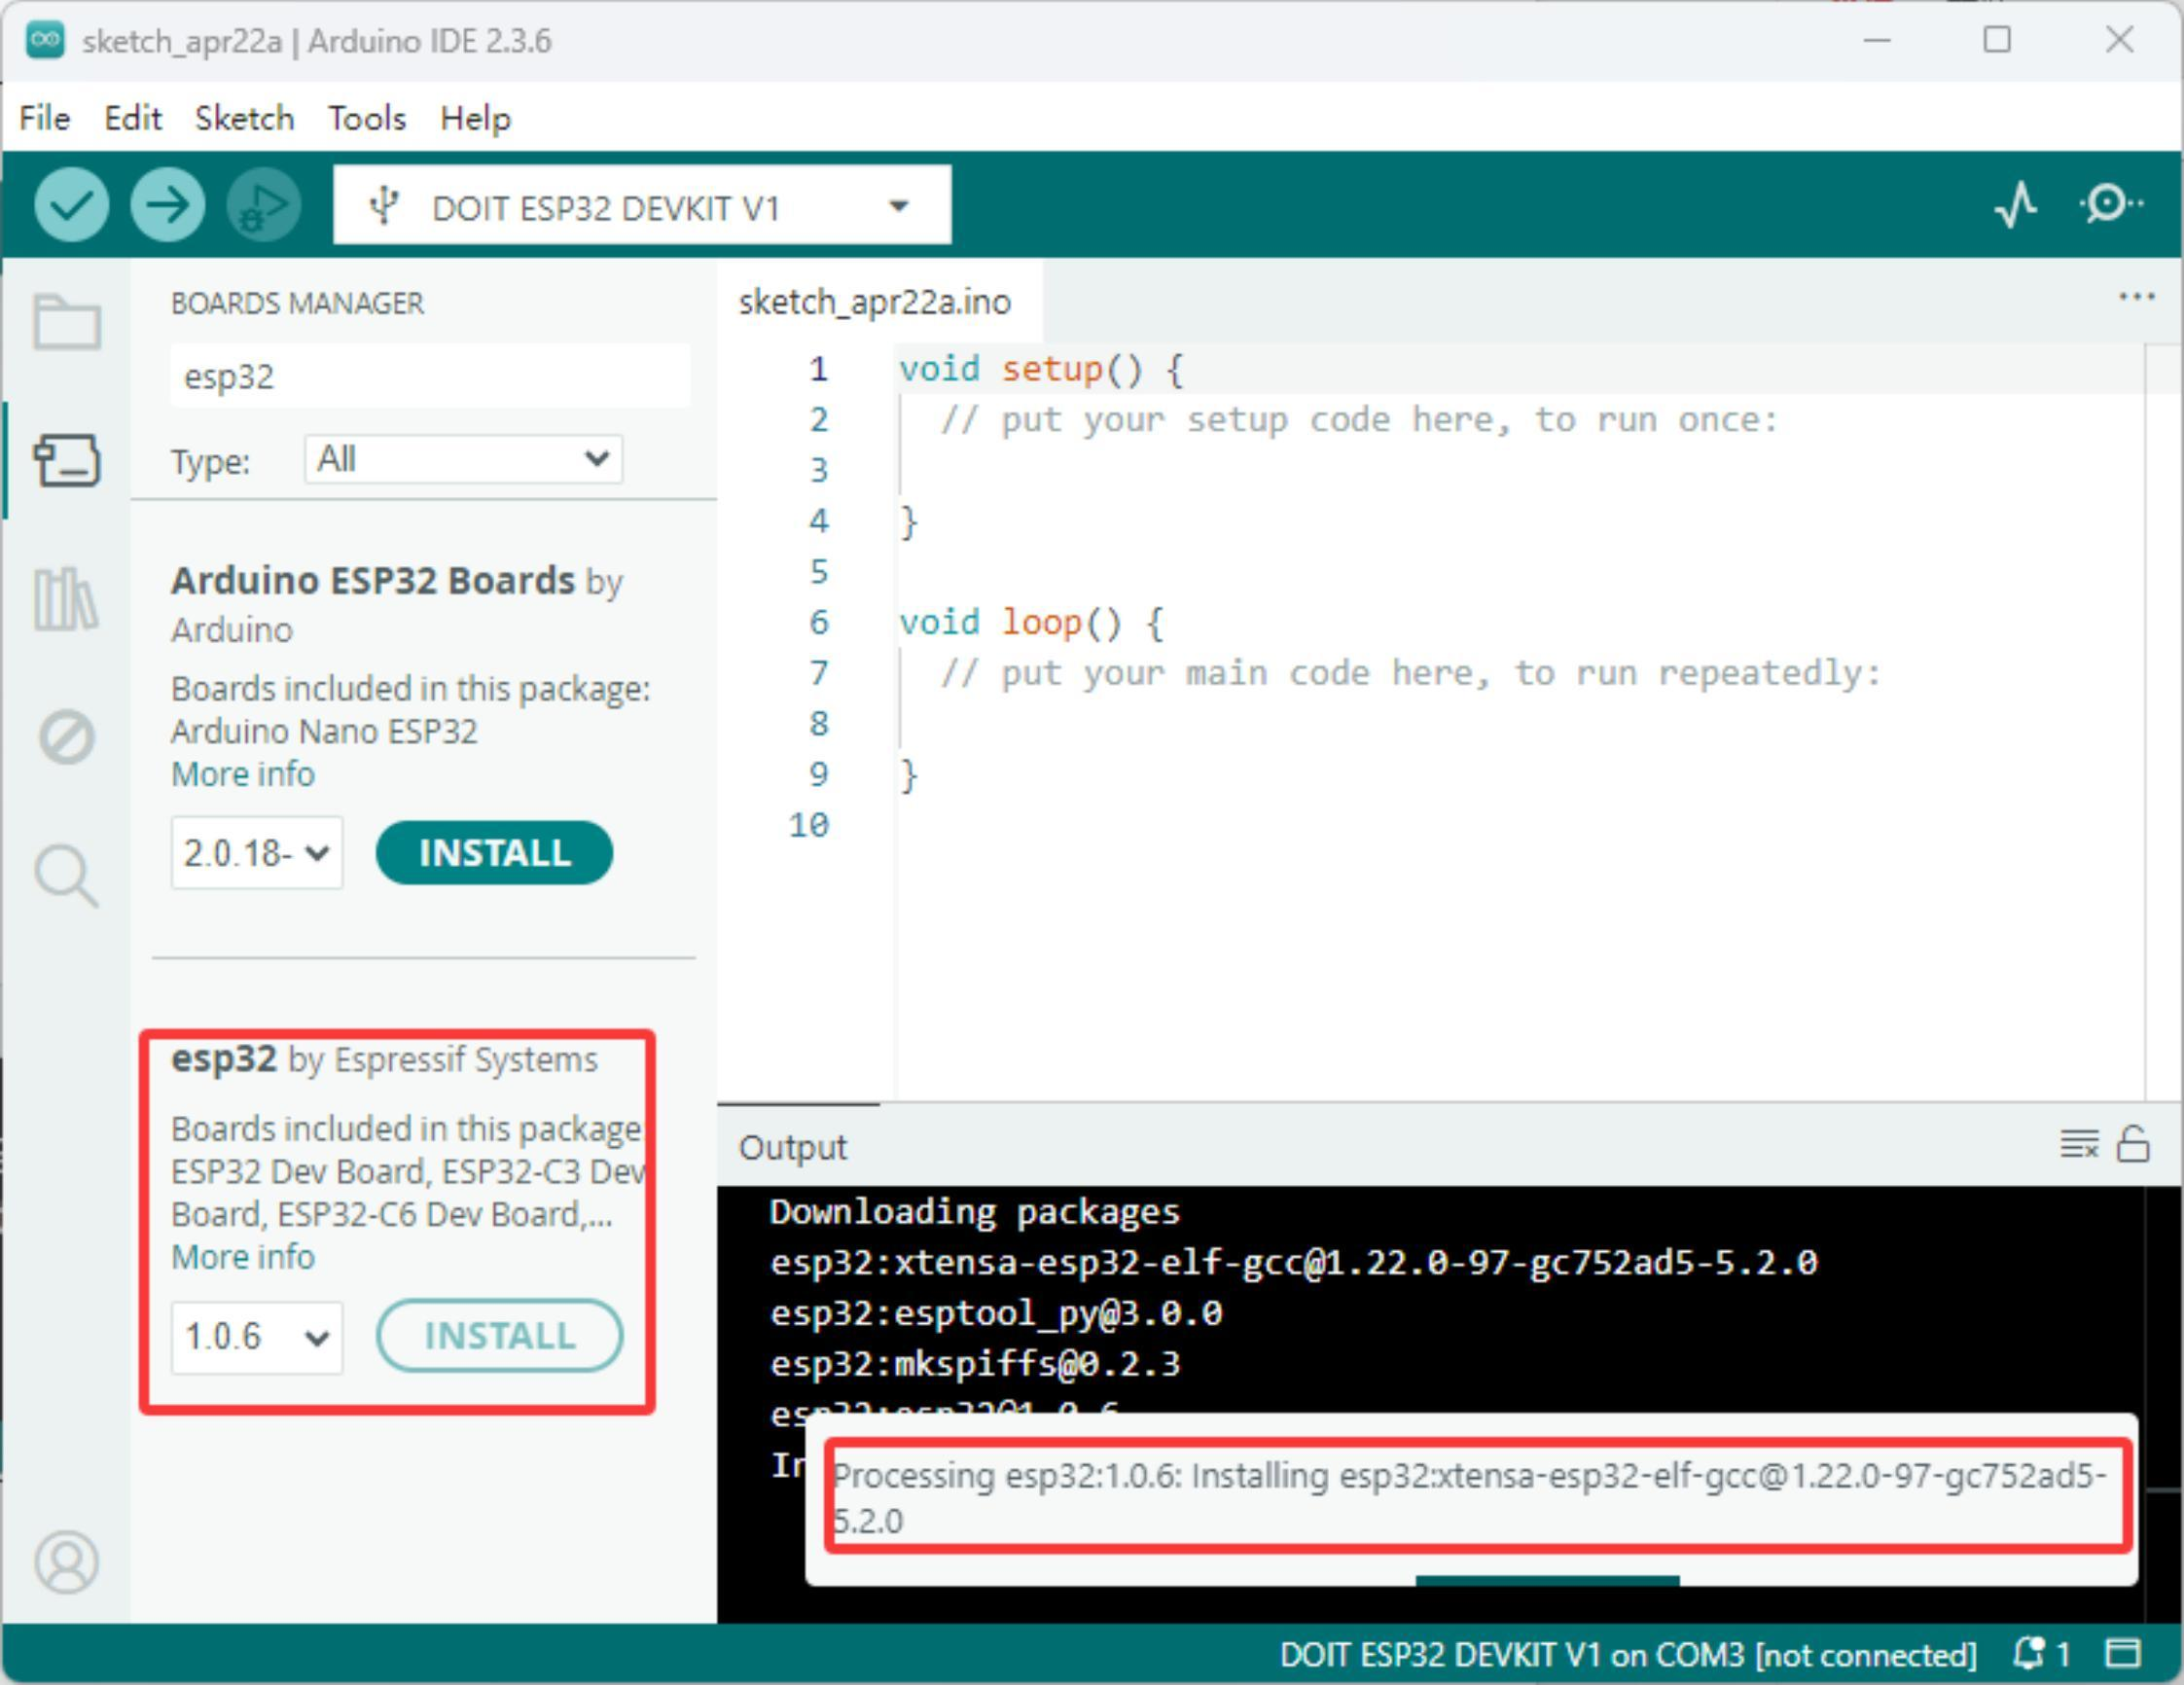 sketch_apr22a | Arduino IDE 2.3.6
File Edit Sketch Tools Help
DOIT ESP32 DEVKIT V1
BOARDS MANAGER
esp32
Type: All
Arduino ESP32 Boards by
Arduino
Boards included in this package:
Arduino Nano ESP32
More info
2.0.18- INSTALL
esp32 by Espressif Systems
Boards included in this package:
ESP32 Dev Board, ESP32-C3 Dev
Board, ESP32-C6 Dev Board,...
More info
1.0.6 INSTALL
sketch_apr22a.ino
1 void setup() {
2 // put your setup code here, to run once:
3
4 }
5
6 void loop() {
7 // put your main code here, to run repeatedly:
8
9 }
10
Output
Downloading packages
esp32:xtensa-esp32-elf-gcc@1.22.0-97-gc752ad5-5.2.0
esp32:esptool_py@3.0.0
esp32:mkspiffs@0.2.3
esp32:esp32@1.0.6
Processing esp32:1.0.6: Installing esp32:xtensa-esp32-elf-gcc@1.22.0-97-gc752ad5-
5.2.0
DOIT ESP32 DEVKIT V1 on COM3 [not connected] 1